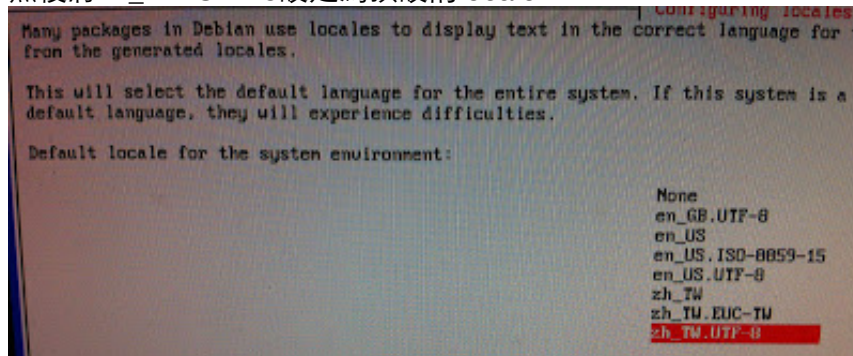 Configuring locales
Many packages in Debian use locales to display text in the correct language for
from the generated locales.
This will select the default language for the entire system. If this system is a
default language, they will experience difficulties.
Default locale for the system environment:
None
en_GB.UTF-8
en_US
en_US.ISO-8859-15
en_US.UTF-8
zh_TW
zh_TW.EUC-TW
zh_TW.UTF-8